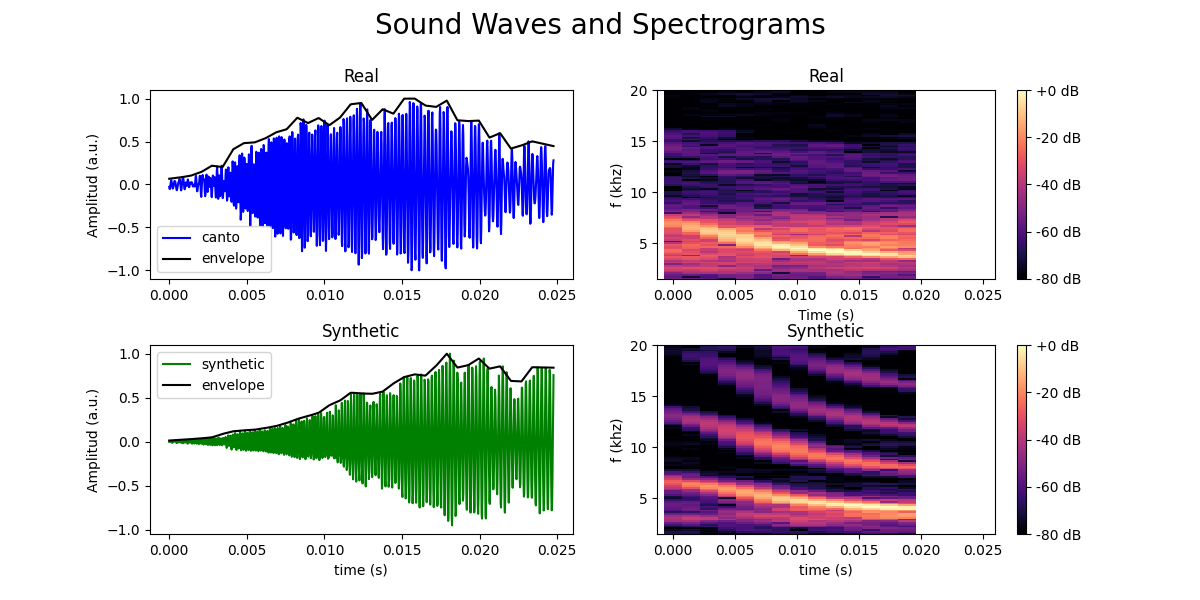 Sound Waves and Spectrograms
Real
1.0
0.5
0.0
−0.5
−1.0
Amplitud (a.u.)
canto
envelope
0.000 0.005 0.010 0.015 0.020 0.025
Real
20
15
10
5
f (khz)
0.000 0.005 0.010 0.015 0.020 0.025
Time (s)
+0 dB
-20 dB
-40 dB
-60 dB
-80 dB
Synthetic
1.0
0.5
0.0
−0.5
−1.0
Amplitud (a.u.)
synthetic
envelope
0.000 0.005 0.010 0.015 0.020 0.025
time (s)
Synthetic
20
15
10
5
f (khz)
0.000 0.005 0.010 0.015 0.020 0.025
time (s)
+0 dB
-20 dB
-40 dB
-60 dB
-80 dB